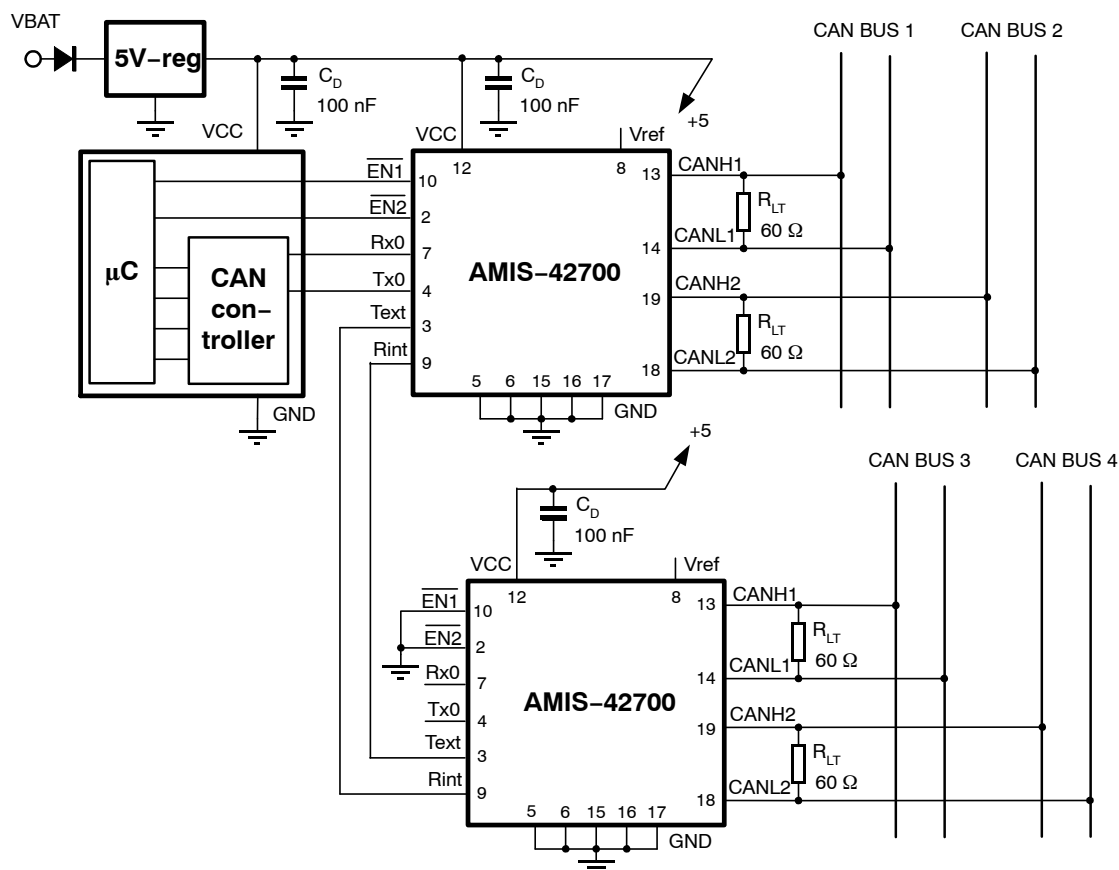 VBAT
CAN BUS 1
CAN BUS 2
5V−reg
C_D
100 nF
C_D
100 nF
+5
VCC
VCC
Vref
12
8
μC
CAN
con−
troller
GND
EN1
10
EN2
2
Rx0
7
Tx0
4
Text
3
Rint
9
AMIS−42700
13
CANH1
R_LT
60 Ω
14
CANL1
19
CANH2
R_LT
60 Ω
18
CANL2
5
6
15
16
17
GND
+5
CAN BUS 3
CAN BUS 4
C_D
100 nF
VCC
Vref
12
8
EN1
10
EN2
2
Rx0
7
Tx0
4
Text
3
Rint
9
AMIS−42700
13
CANH1
R_LT
60 Ω
14
CANL1
19
CANH2
R_LT
60 Ω
18
CANL2
5
6
15
16
17
GND